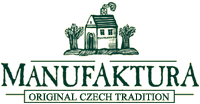 MANUFAKTURA
ORIGINAL CZECH TRADITION